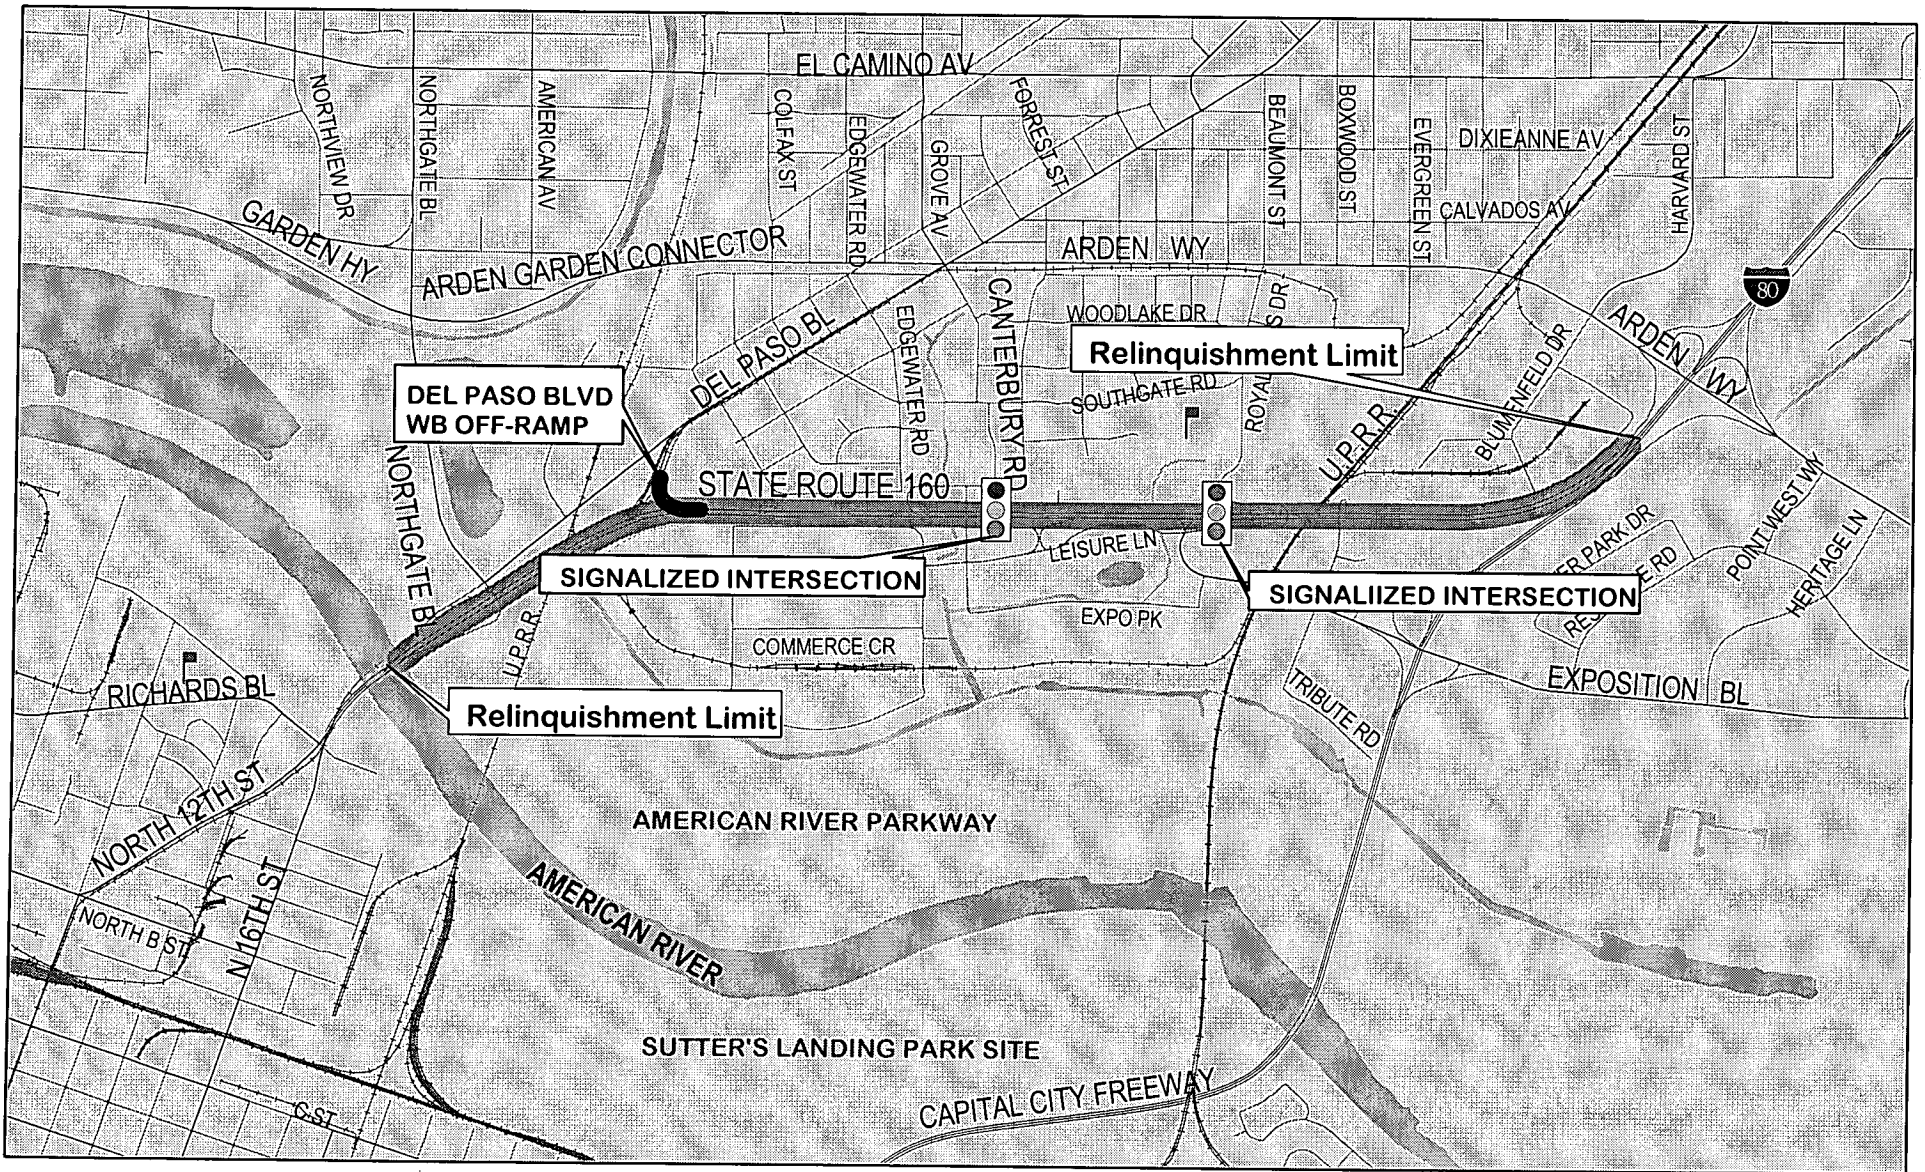 EL CAMINO AV
NORTHVIEW DR
NORTHGATE BL
AMERICAN AV
COLFAX ST
EDGEWATER RD
GROVE AV
FORREST ST
BEAUMONT ST
BOXWOOD ST
EVERGREEN ST
DIXIEANNE AV
HARVARD ST
CALVADOS AV
GARDEN HY
ARDEN GARDEN CONNECTOR
ARDEN WY
80
CANTERBURY RD
WOODLAKE DR
DEL PASO BL
EDGEWATER RD
Relinquishment Limit
SOUTHGATE RD
BLUMENFELD DR
ARDEN WY
DEL PASO BLVD
WB OFF-RAMP
NORTHGATE BL
STATE ROUTE 160
U.P.R.R.
POINT WEST WY
HERITAGE LN
LEISURE LN
SIGNALIZED INTERSECTION
SIGNALIIZED INTERSECTION
ER PARK DR
E RD
RES
EXPO PK
U.P.R.R.
COMMERCE CR
RICHARDS BL
Relinquishment Limit
TRIBUTE RD
EXPOSITION BL
NORTH 12TH ST
AMERICAN RIVER PARKWAY
AMERICAN RIVER
NORTH B ST
N 16TH ST
SUTTER'S LANDING PARK SITE
CAPITAL CITY FREEWAY
C ST